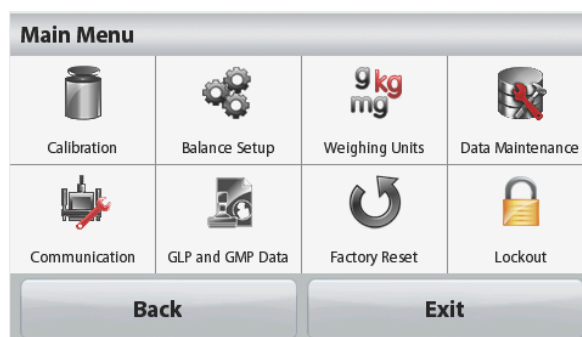 Main Menu
g kg
mg
Calibration Balance Setup Weighing Units Data Maintenance
Communication GLP and GMP Data Factory Reset Lockout
Back Exit